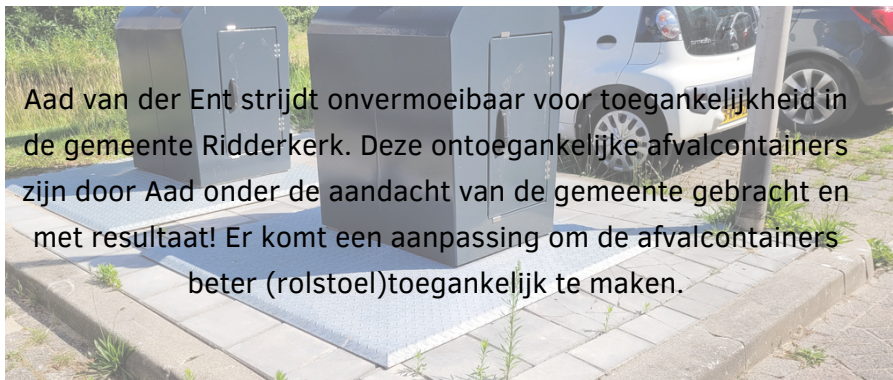 Aad van der Ent strijdt onvermoeibaar voor toegankelijkheid in
de gemeente Ridderkerk. Deze ontoegankelijke afvalcontainers
zijn door Aad onder de aandacht van de gemeente gebracht en
met resultaat! Er komt een aanpassing om de afvalcontainers
beter (rolstoel)toegankelijk te maken.